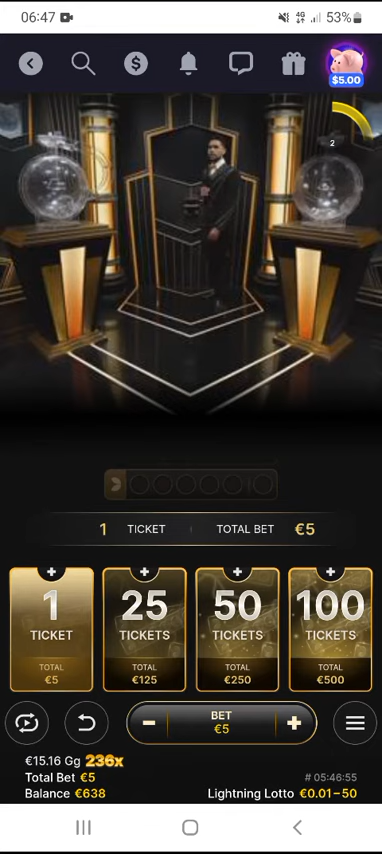 06:47 4G 53%
$5.00
2
1 TICKET TOTAL BET €5
1 25 50 100
TICKET TICKETS TICKETS TICKETS
TOTAL TOTAL TOTAL TOTAL
€5 €125 €250 €500
BET
€5
€15.16 Gg 236x
Total Bet €5 # 05:46:55
Balance €638 Lightning Lotto €0.01–50